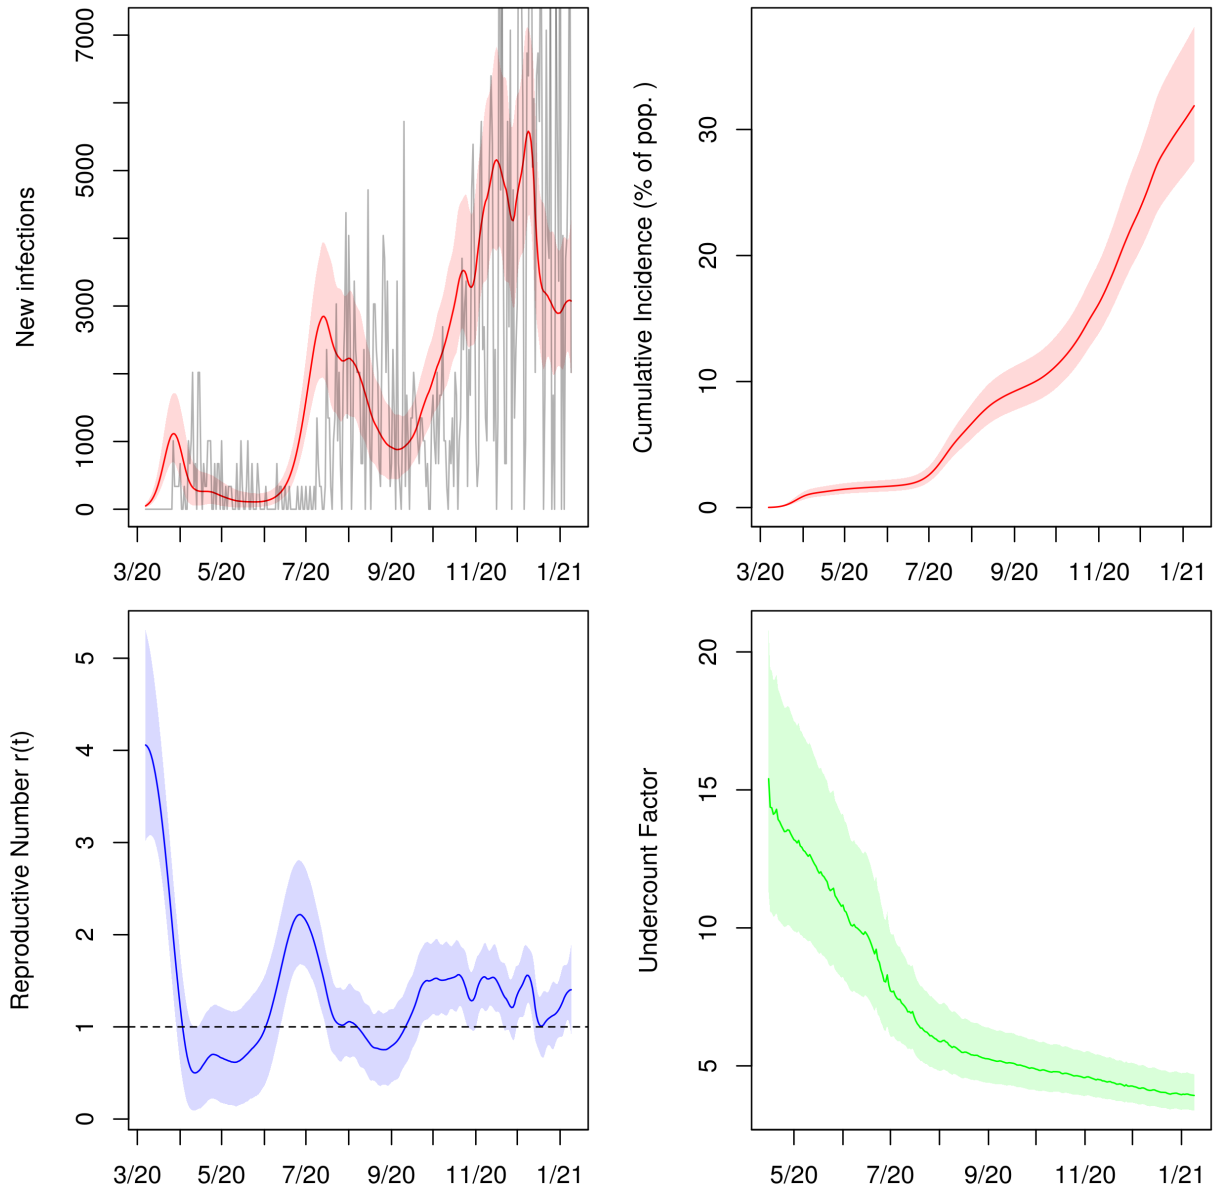 New infections
7000
5000
3000
1000
0
3/20 5/20 7/20 9/20 11/20 1/21
Cumulative Incidence (% of pop. )
30
20
10
0
3/20 5/20 7/20 9/20 11/20 1/21
Reproductive Number r(t)
5
4
3
2
1
0
3/20 5/20 7/20 9/20 11/20 1/21
Undercount Factor
20
15
10
5
5/20 7/20 9/20 11/20 1/21